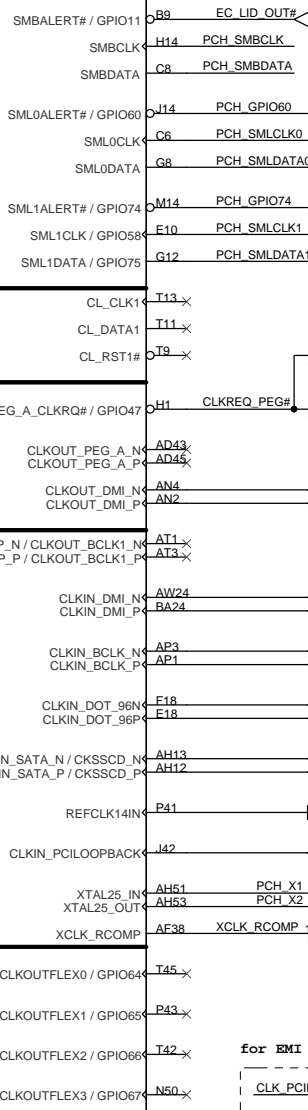 SMBALERT# / GPIO11 B9 EC_LID_OUT#
SMBCLK H14 PCH_SMBCLK
SMBDATA C8 PCH_SMBDATA
SML0ALERT# / GPIO60 J14 PCH_GPIO60
SML0CLK C6 PCH_SMLCLK0
SML0DATA G8 PCH_SMLDATA0
SML1ALERT# / GPIO74 M14 PCH_GPIO74
SML1CLK / GPIO58 E10 PCH_SMLCLK1
SML1DATA / GPIO75 G12 PCH_SMLDATA1
CL_CLK1 T13
CL_DATA1 T11
CL_RST1# T9
EG_A_CLKRQ# / GPIO47 H1 CLKREQ_PEG#
CLKOUT_PEG_A_N AD43
CLKOUT_PEG_A_P AD45
CLKOUT_DMI_N AN4
CLKOUT_DMI_P AN2
P_N / CLKOUT_BCLK1_N AT1
P_P / CLKOUT_BCLK1_P AT3
CLKIN_DMI_N AW24
CLKIN_DMI_P BA24
CLKIN_BCLK_N AP3
CLKIN_BCLK_P AP1
CLKIN_DOT_96N F18
CLKIN_DOT_96P E18
N_SATA_N / CKSSCD_N AH13
IN_SATA_P / CKSSCD_P AH12
REFCLK14IN P41
CLKIN_PCILOOPBACK J42
XTAL25_IN AH51 PCH_X1
XTAL25_OUT AH53 PCH_X2
XCLK_RCOMP AF38 XCLK_RCOMP 1
CLKOUTFLEX0 / GPIO64 T45
CLKOUTFLEX1 / GPIO65 P43
CLKOUTFLEX2 / GPIO66 T42
for EMI
CLKOUTFLEX3 / GPIO67 N50
CLK_PCI